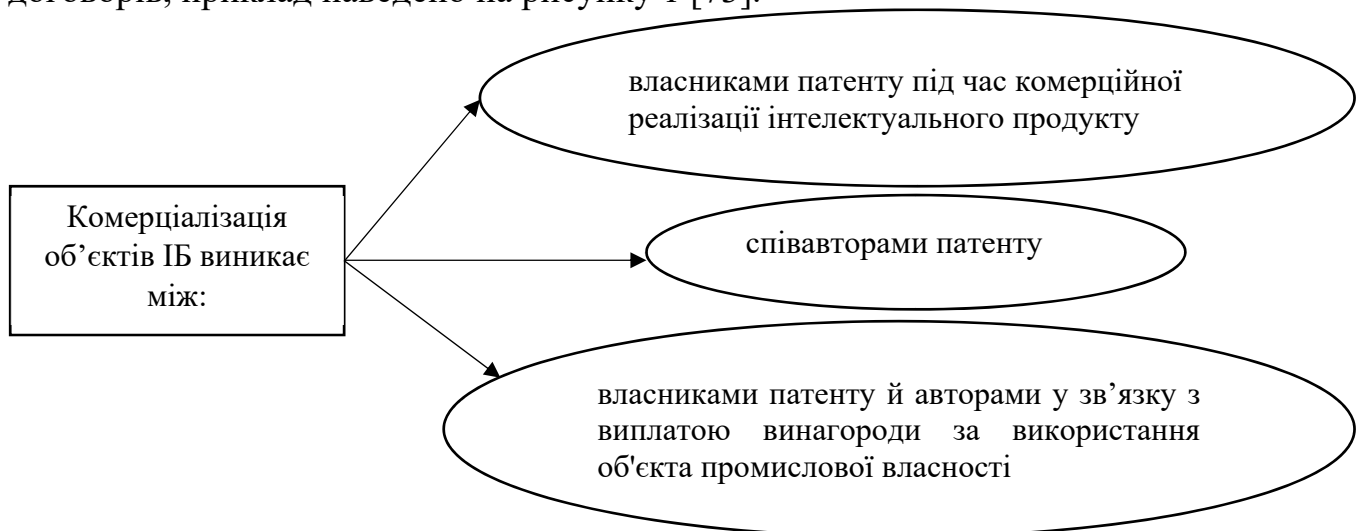 договорів, приклад наведено на рисунку 1 [73].
власниками патенту під час комерційної
реалізації інтелектуального продукту
Комерціалізація
об’єктів ІБ виникає
між:
співавторами патенту
власниками патенту й авторами у зв’язку з
виплатою винагороди за використання
об'єкта промислової власності